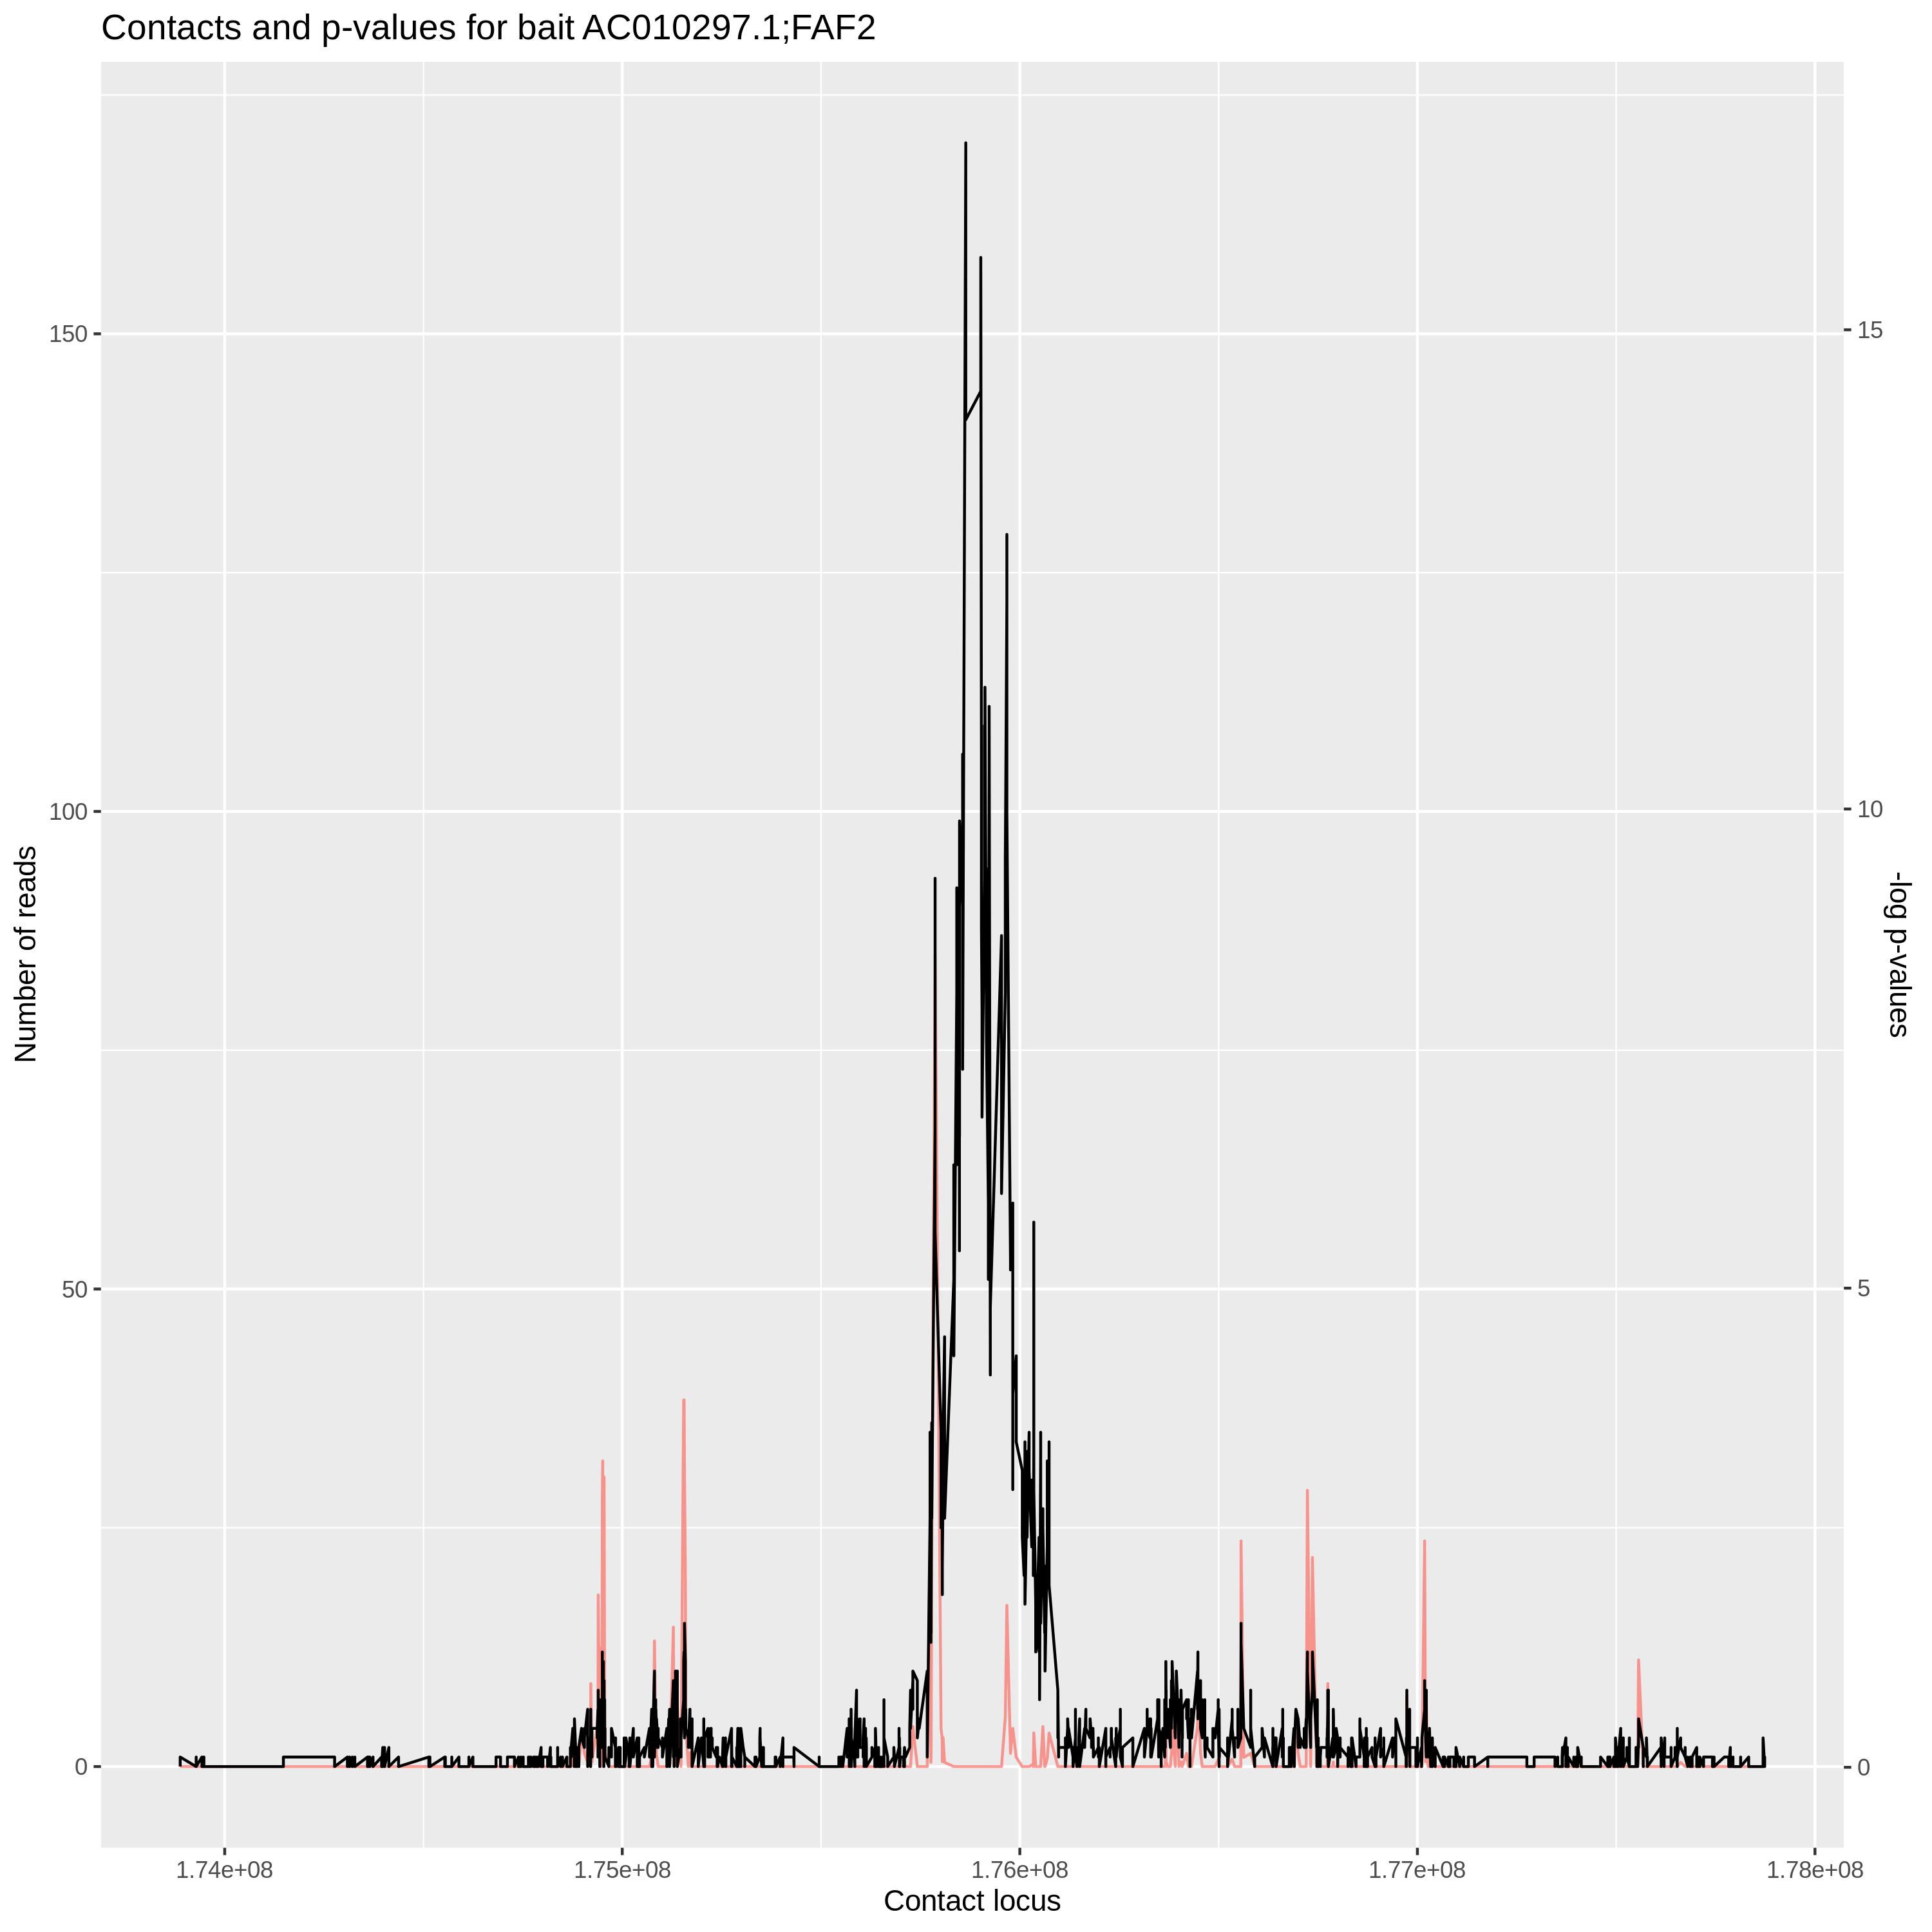 Contacts and p-values for bait AC010297.1;FAF2
150
100
50
0
Number of reads
15
10
5
0
-log p-values
1.74e+08
1.75e+08
1.76e+08
1.77e+08
1.78e+08
Contact locus